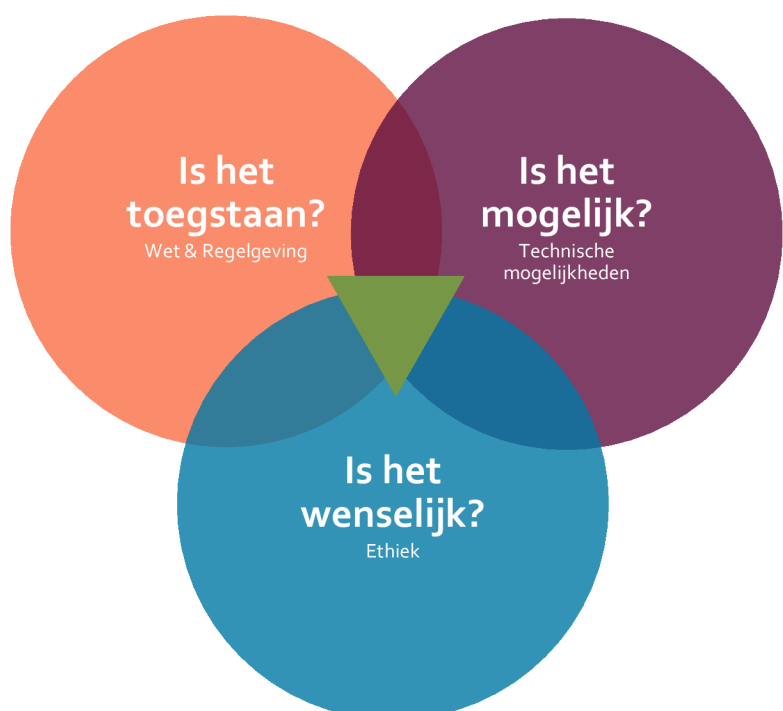 Is het
toegstaan?
Wet & Regelgeving
Is het
mogelijk?
Technische
mogelijkheden
Is het
wenselijk?
Ethiek